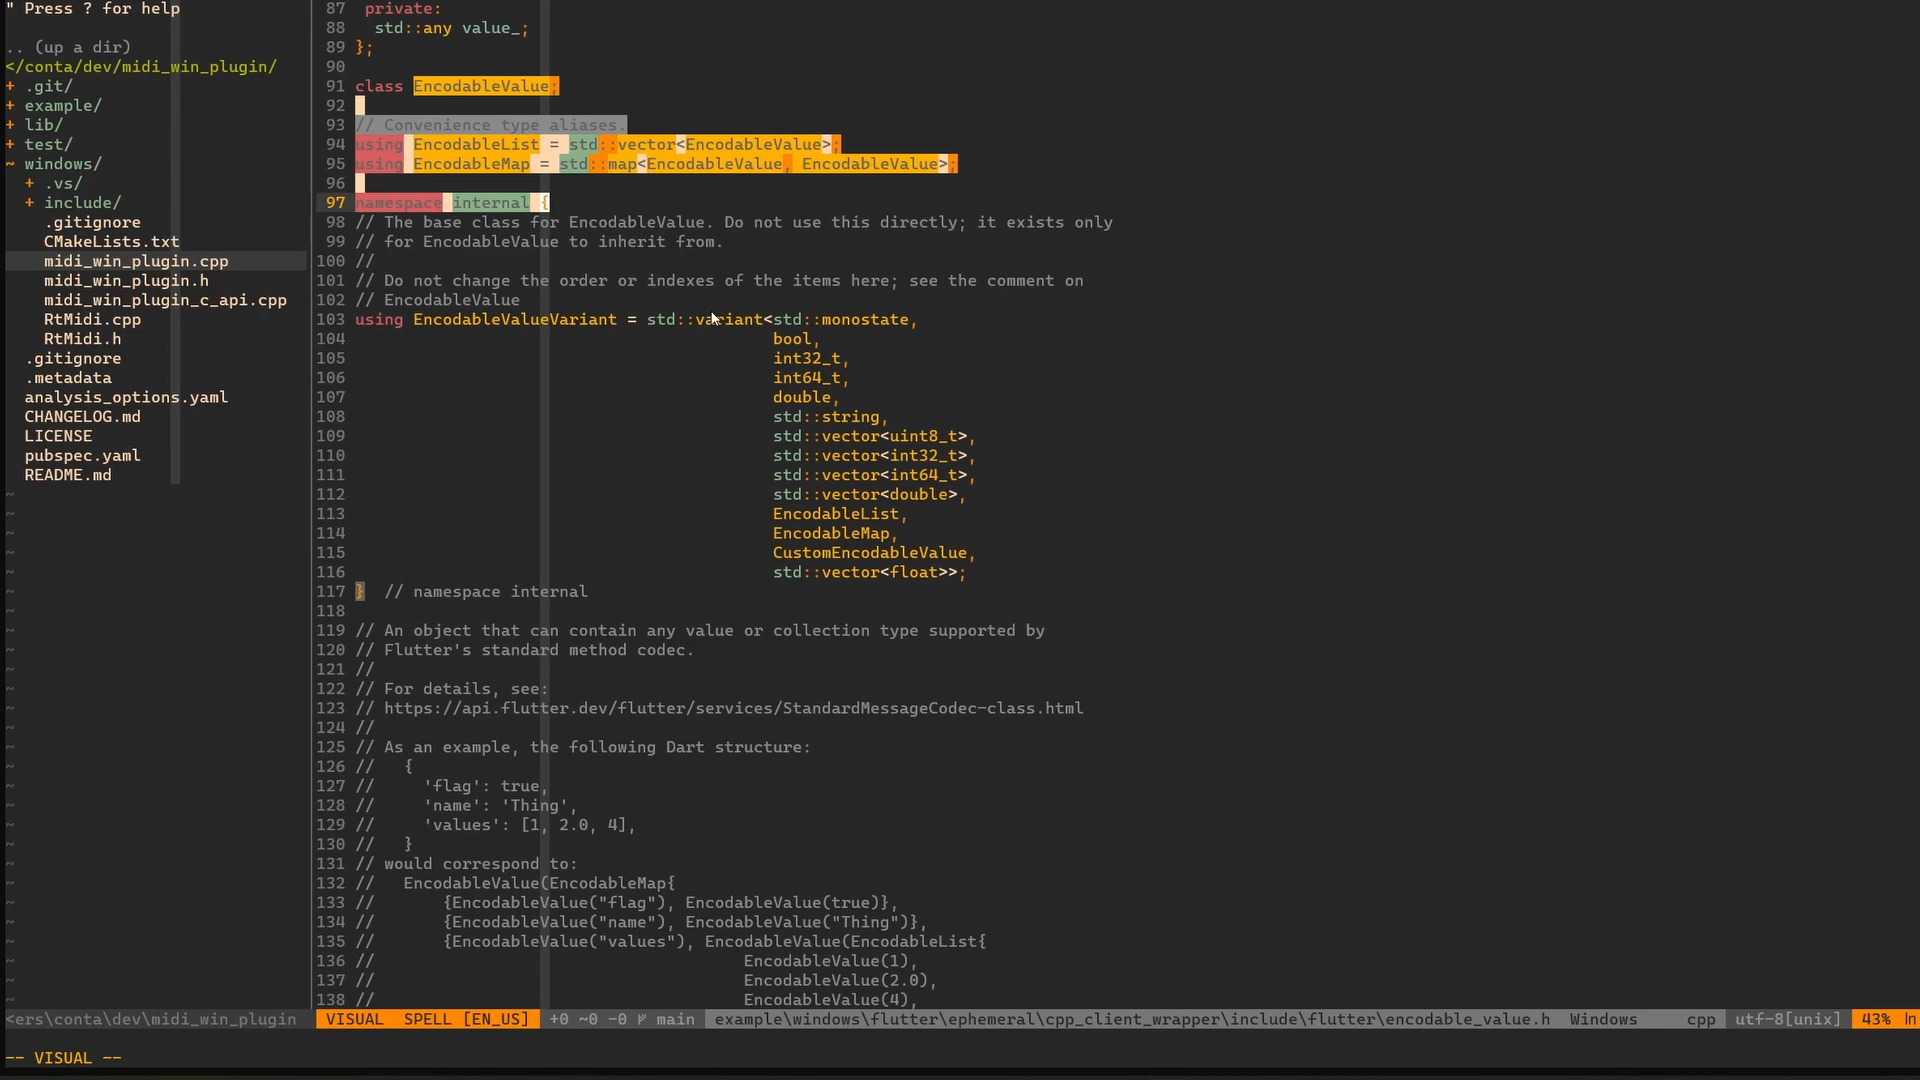 " Press ? for help

.. (up a dir)
</conta/dev/midi_win_plugin/
+ .git/
+ example/
+ lib/
+ test/
~ windows/
  + .vs/
  + include/
    .gitignore
    CMakeLists.txt
    midi_win_plugin.cpp
    midi_win_plugin.h
    midi_win_plugin_c_api.cpp
    RtMidi.cpp
    RtMidi.h
  .gitignore
  .metadata
  analysis_options.yaml
  CHANGELOG.md
  LICENSE
  pubspec.yaml
  README.md
87  private:
88   std::any value_;
89 };
90
91 class EncodableValue;
92
93 // Convenience type aliases.
94 using EncodableList = std::vector<EncodableValue>;
95 using EncodableMap = std::map<EncodableValue, EncodableValue>;
96
97 namespace internal {
98 // The base class for EncodableValue. Do not use this directly; it exists only
99 // for EncodableValue to inherit from.
100 //
101 // Do not change the order or indexes of the items here; see the comment on
102 // EncodableValue
103 using EncodableValueVariant = std::variant<std::monostate,
104                                            bool,
105                                            int32_t,
106                                            int64_t,
107                                            double,
108                                            std::string,
109                                            std::vector<uint8_t>,
110                                            std::vector<int32_t>,
111                                            std::vector<int64_t>,
112                                            std::vector<double>,
113                                            EncodableList,
114                                            EncodableMap,
115                                            CustomEncodableValue,
116                                            std::vector<float>>;
117 }  // namespace internal
118
119 // An object that can contain any value or collection type supported by
120 // Flutter's standard method codec.
121 //
122 // For details, see:
123 // https://api.flutter.dev/flutter/services/StandardMessageCodec-class.html
124 //
125 // As an example, the following Dart structure:
126 //   {
127 //     'flag': true,
128 //     'name': 'Thing',
129 //     'values': [1, 2.0, 4],
130 //   }
131 // would correspond to:
132 //   EncodableValue(EncodableMap{
133 //       {EncodableValue("flag"), EncodableValue(true)},
134 //       {EncodableValue("name"), EncodableValue("Thing")},
135 //       {EncodableValue("values"), EncodableValue(EncodableList{
136 //                                      EncodableValue(1),
137 //                                      EncodableValue(2.0),
138 //                                      EncodableValue(4),
<ers\conta\dev\midi_win_plugin VISUAL SPELL [EN_US] +0 ~0 -0 main example\windows\flutter\ephemeral\cpp_client_wrapper\include\flutter\encodable_value.h Windows cpp utf-8[unix] 43% ln
-- VISUAL --